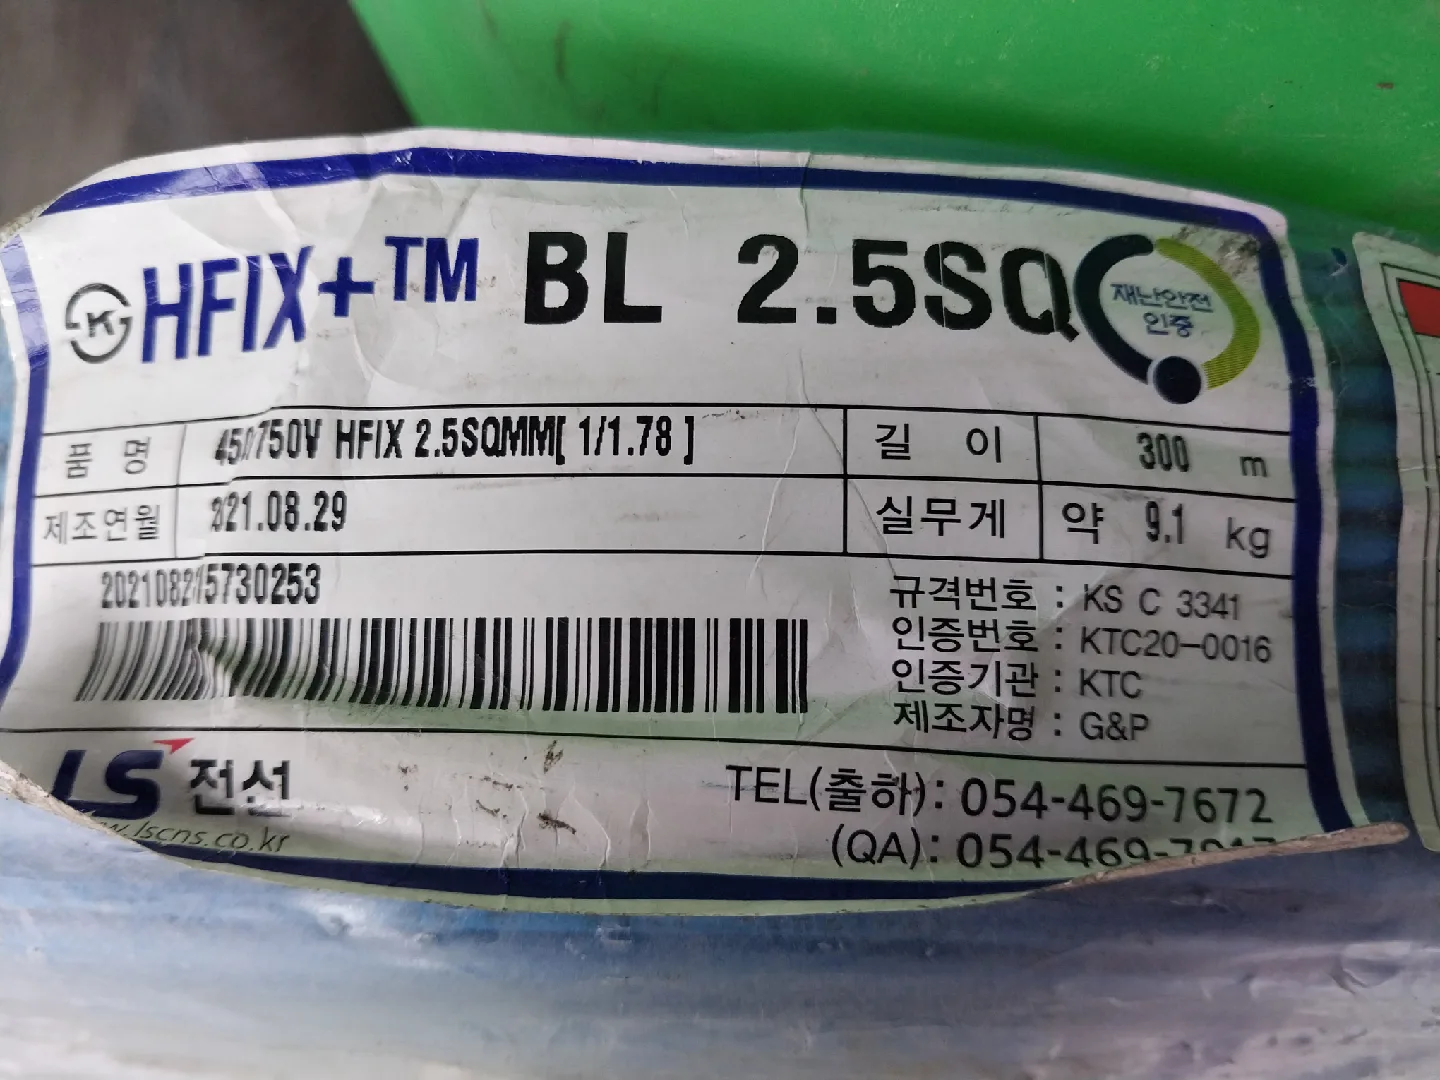 HFIX+™ BL 2.5SQ
재난안전
인증
품 명 450/750V HFIX 2.5SQMM[ 1/1.78 ] 길 이 300 m
제조연월 21.08.29 실무게 약 9.1 kg
규격번호 : KS C 3341
인증번호 : KTC20-0016
인증기관 : KTC
제조자명 : G&P
LS전선
.lscns.co.kr
TEL(출하): 054-469-7672
(QA): 054-469-